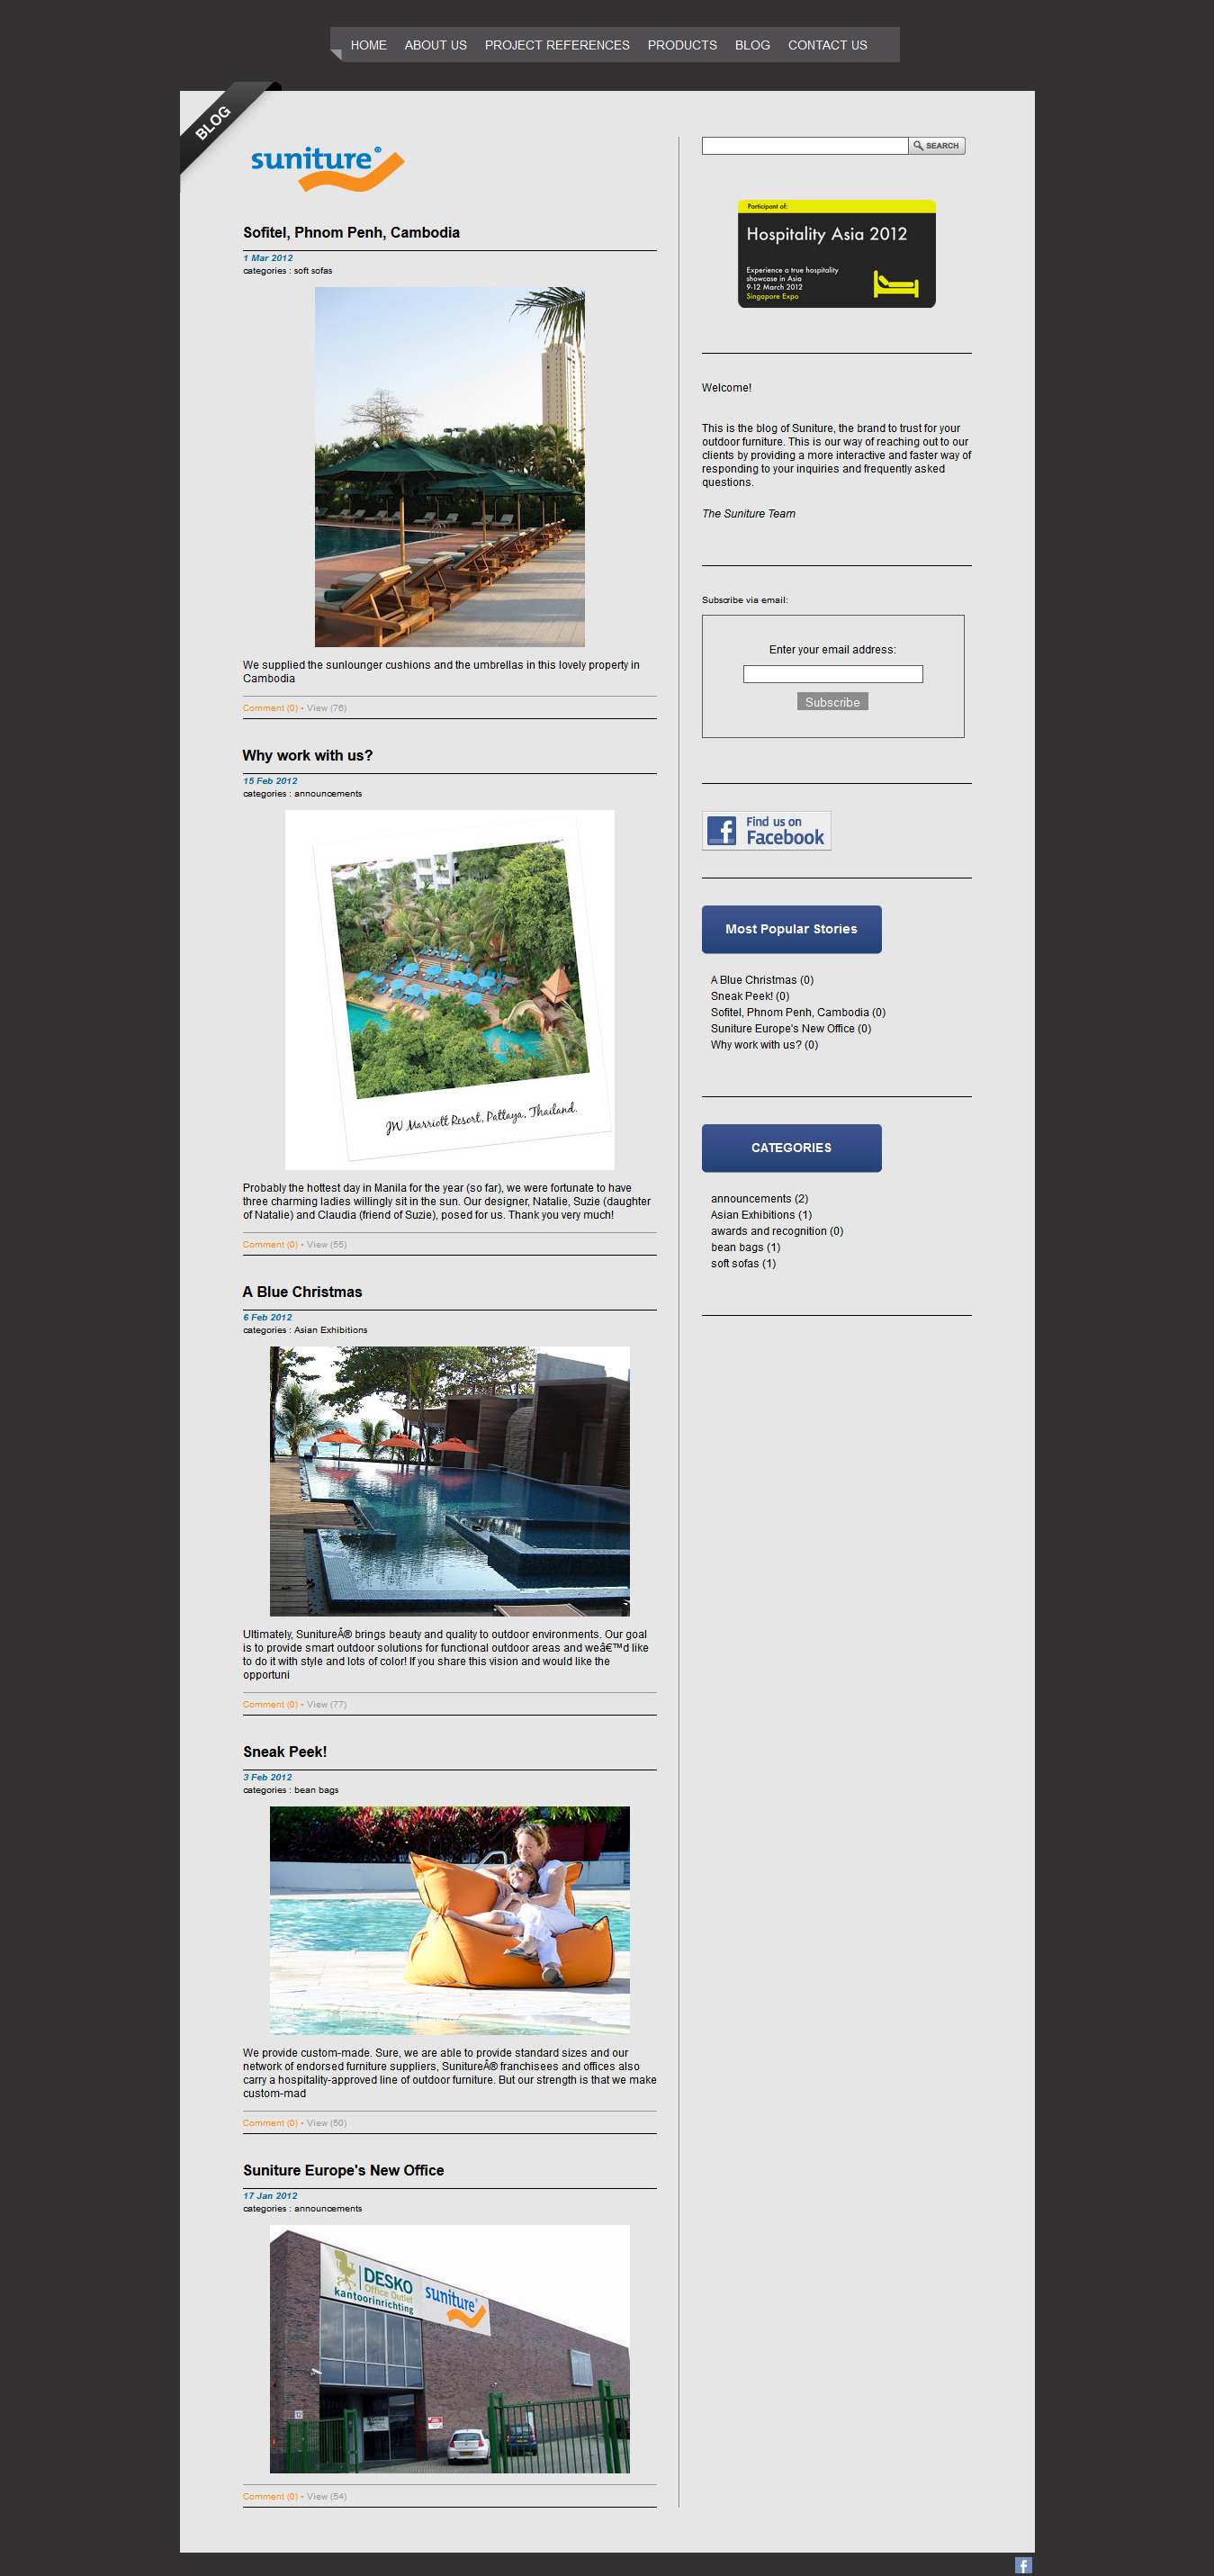 HOME ABOUT US PROJECT REFERENCES PRODUCTS BLOG CONTACT US
BLOG
suniture®
Sofitel, Phnom Penh, Cambodia
1 Mar 2012
categories : soft sofas
We supplied the sunlounger cushions and the umbrellas in this lovely property in
Cambodia
Comment (0) • View (76)
Why work with us?
15 Feb 2012
categories : announcements
JW Marriott Resort, Pattaya, Thailand.
Probably the hottest day in Manila for the year (so far), we were fortunate to have
three charming ladies willingly sit in the sun. Our designer, Natalie, Suzie (daughter
of Natalie) and Claudia (friend of Suzie), posed for us. Thank you very much!
Comment (0) • View (55)
A Blue Christmas
6 Feb 2012
categories : Asian Exhibitions
Ultimately, SunitureÂ® brings beauty and quality to outdoor environments. Our goal
is to provide smart outdoor solutions for functional outdoor areas and weâ€™d like
to do it with style and lots of color! If you share this vision and would like the
opportuni
Comment (0) • View (77)
Sneak Peek!
3 Feb 2012
categories : bean bags
We provide custom-made. Sure, we are able to provide standard sizes and our
network of endorsed furniture suppliers, SunitureÂ® franchisees and offices also
carry a hospitality-approved line of outdoor furniture. But our strength is that we make
custom-mad
Comment (0) • View (50)
Suniture Europe's New Office
17 Jan 2012
categories : announcements
DESKO
Office Outlet
kantoorinrichting
suniture®
Comment (0) • View (54)
SEARCH
Participant of:
Hospitality Asia 2012
Experience a true hospitality
showcase in Asia
9-12 March 2012
Singapore Expo
Welcome!
This is the blog of Suniture, the brand to trust for your
outdoor furniture. This is our way of reaching out to our
clients by providing a more interactive and faster way of
responding to your inquiries and frequently asked
questions.
The Suniture Team
Subscribe via email:
Enter your email address:
Subscribe
Find us on
Facebook
Most Popular Stories
A Blue Christmas (0)
Sneak Peek! (0)
Sofitel, Phnom Penh, Cambodia (0)
Suniture Europe's New Office (0)
Why work with us? (0)
CATEGORIES
announcements (2)
Asian Exhibitions (1)
awards and recognition (0)
bean bags (1)
soft sofas (1)